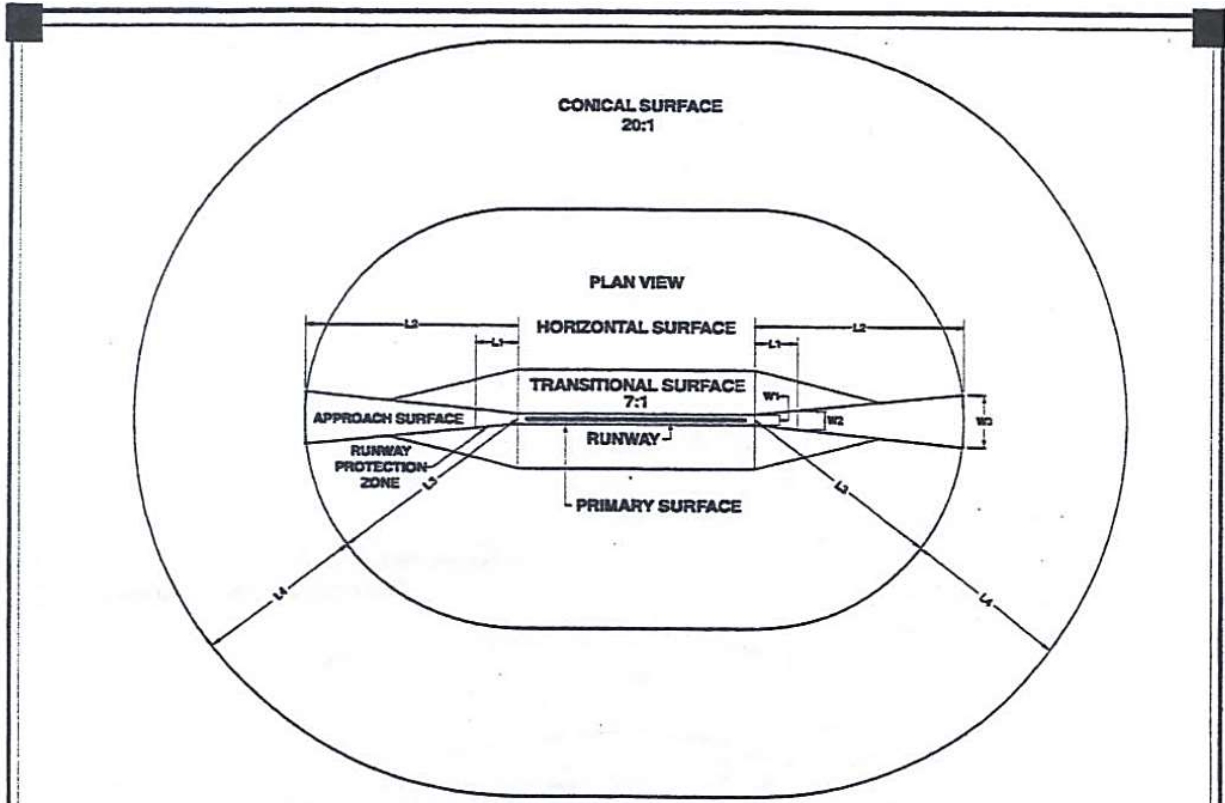 CONICAL SURFACE
20:1
PLAN VIEW
L2
HORIZONTAL SURFACE
L2
L1
L1
TRANSITIONAL SURFACE
7:1
W1
APPROACH SURFACE
W2
W3
RUNWAY
RUNWAY
PROTECTION
ZONE
L3
L3
PRIMARY SURFACE
L4
L4